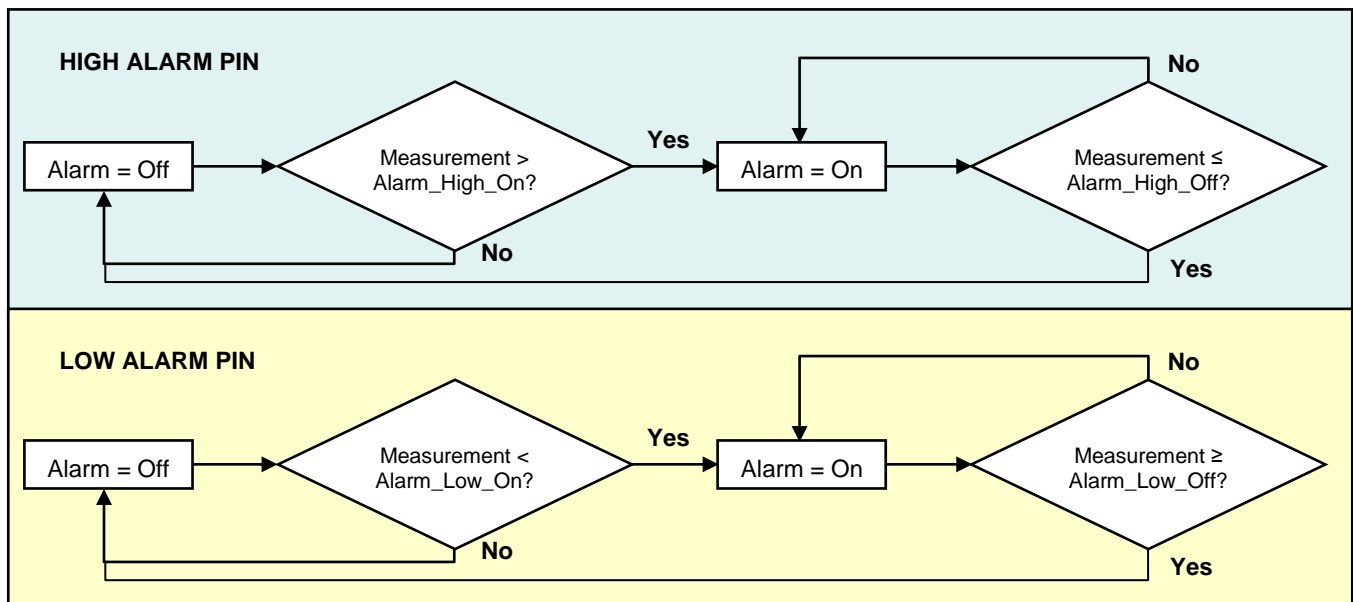 HIGH ALARM PIN
No
Alarm = Off
Measurement >
Alarm_High_On?
Yes
Alarm = On
Measurement ≤
Alarm_High_Off?
No
Yes
LOW ALARM PIN
No
Alarm = Off
Measurement <
Alarm_Low_On?
Yes
Alarm = On
Measurement ≥
Alarm_Low_Off?
No
Yes